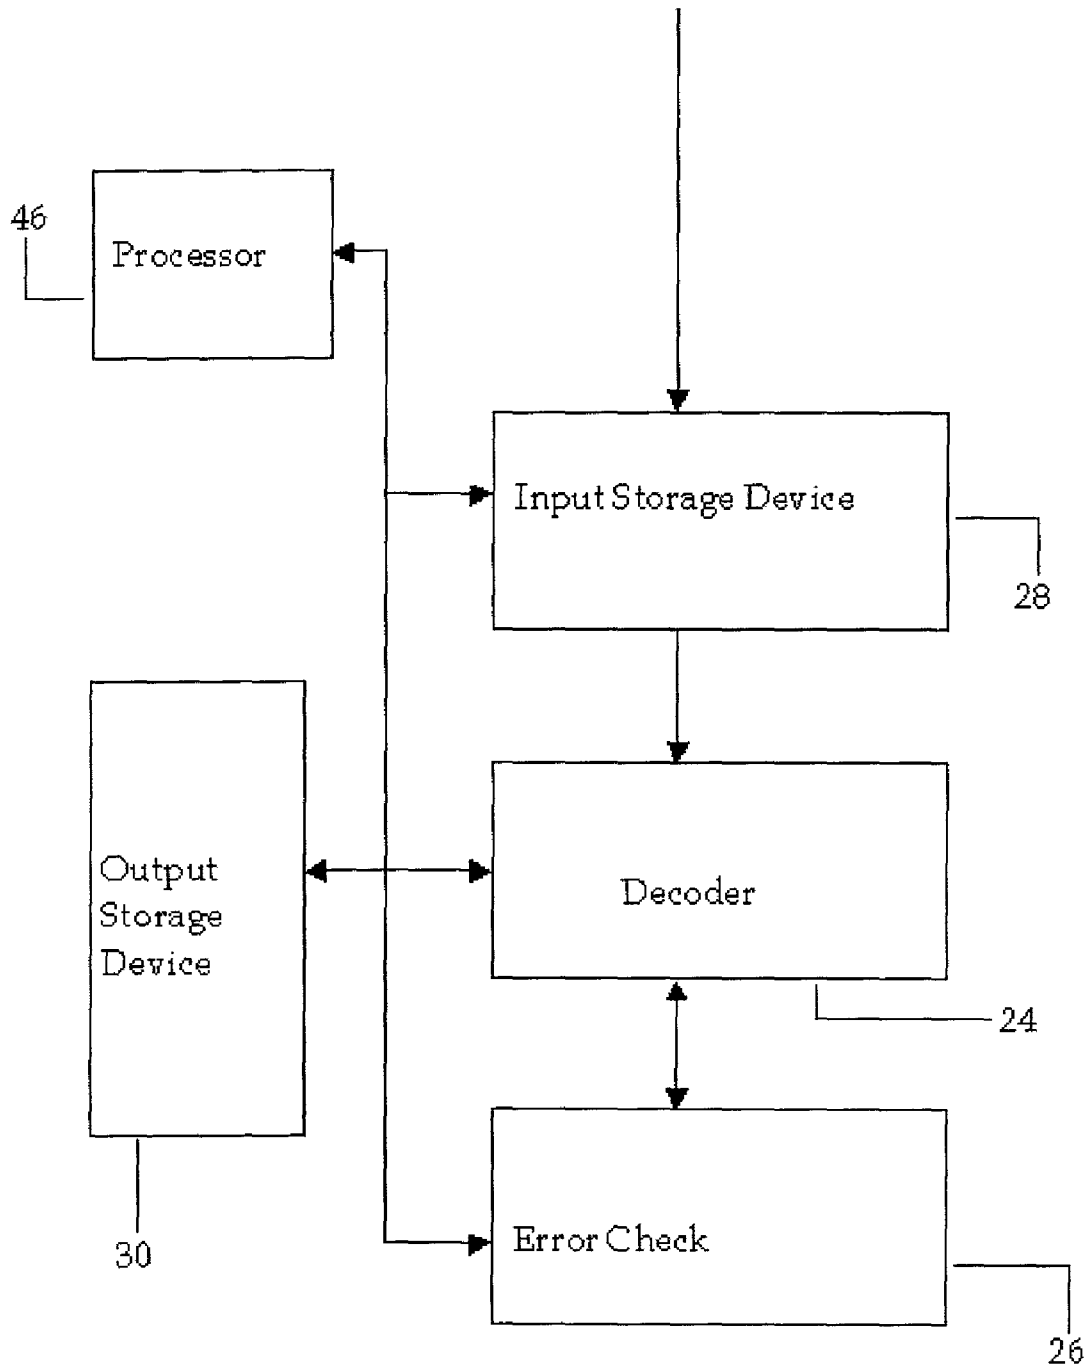 46
Processor
Input Storage Device
28
Output
Storage
Device
Decoder
24
30
Error Check
26